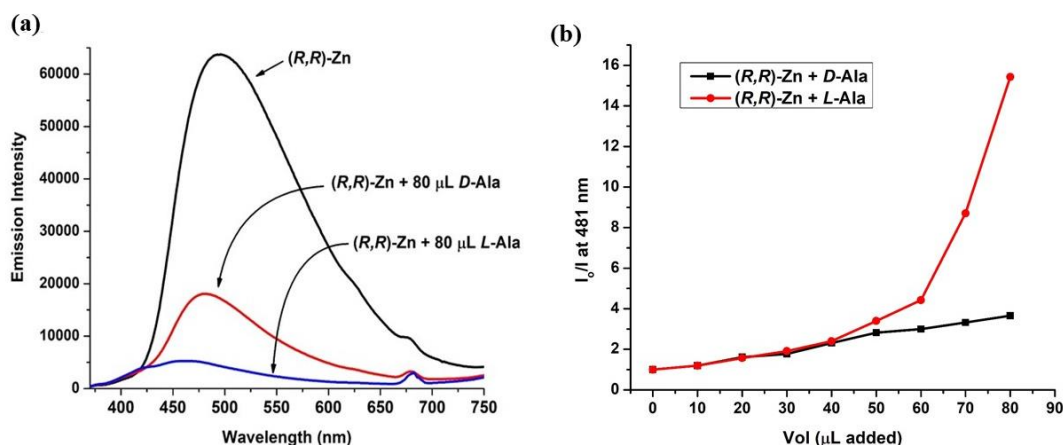 (a)
(R,R)-Zn
(R,R)-Zn + 80 μL D-Ala
(R,R)-Zn + 80 μL L-Ala
Emission Intensity
65000
60000
50000
40000
30000
20000
10000
0
400 450 500 550 600 650 700 750
Wavelength (nm)
(b)
(R,R)-Zn + D-Ala
(R,R)-Zn + L-Ala
I₀/I at 481 nm
16
14
12
10
8
6
4
2
0
0 10 20 30 40 50 60 70 80 90
Vol (μL added)